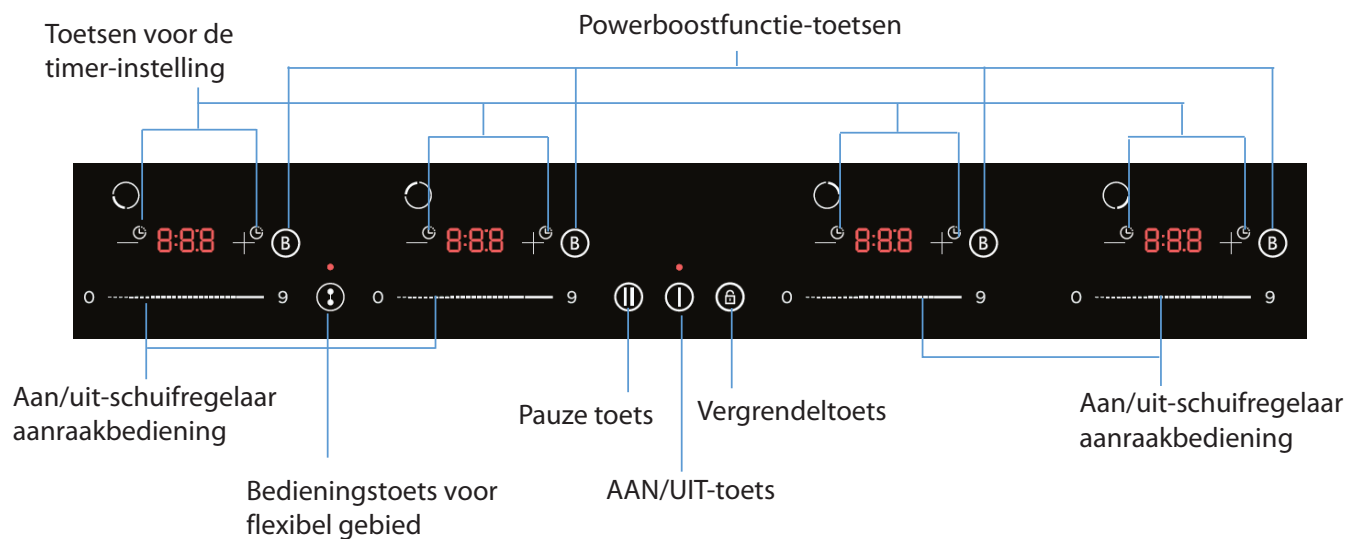 Powerboostfunctie-toetsen
Toetsen voor de
timer-instelling
8:8.8 B 8:8.8 B 8:8.8 B 8:8.8 B
0 9 0 9 0 9 0 9
Aan/uit-schuifregelaar
aanraakbediening
Pauze toets
Vergrendeltoets
Aan/uit-schuifregelaar
aanraakbediening
Bedieningstoets voor
flexibel gebied
AAN/UIT-toets